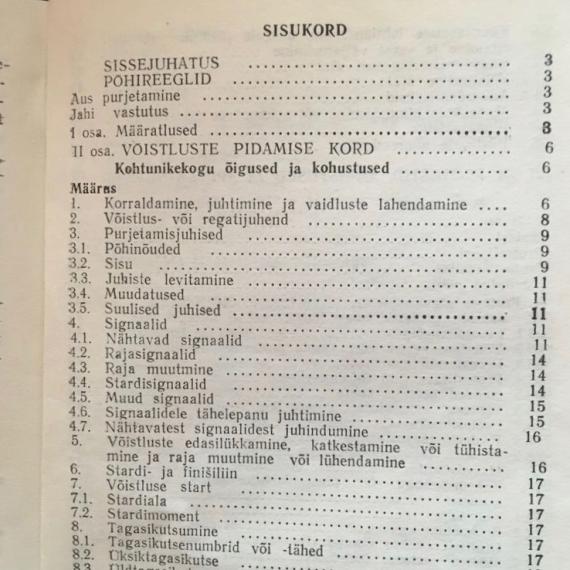 SISUKORD
SISSEJUHATUS .................................. 3
PÕHIREEGLID .................................. 3
Aus purjetamine .................................. 3
Jahi vastutus .................................. 3
I osa. Määratlused .................................. 3
II osa. VÕISTLUSTE PIDAMISE KORD .......... 6
Kohtunikekogu õigused ja kohustused .......... 6
Määrus
1. Korraldamine, juhtimine ja vaidluste lahendamine .... 6
2. Võistlus- või regatijuhend .................... 8
3. Purjetamisjuhised .................... 9
3.1. Põhinõuded .................... 9
3.2. Sisu .................... 9
3.3. Juhiste levitamine .................... 11
3.4. Muudatused .................... 11
3.5. Suulised juhised .................... 11
4. Signaalid .................... 11
4.1. Nähtavad signaalid .................... 11
4.2. Rajasignaalid .................... 14
4.3. Raja muutmine .................... 14
4.4. Stardisignaalid .................... 14
4.5. Muud signaalid .................... 15
4.6. Signaalidele tähelepanu juhtimine .................... 15
4.7. Nähtavatest signaalidest juhindumine .................... 16
5. Võistluste edasilükkamine, katkestamine või tühista-
mine ja raja muutmine või lühendamine .......... 16
6. Stardi- ja finišiliin .................... 17
7. Võistluse start .................... 17
7.1. Stardiala .................... 17
7.2. Stardimoment .................... 17
8. Tagasikutsumine .................... 17
8.1. Tagasikutsenumbrid või -tähed .................... 17
8.2. Üksiktagasikutse .................... 18
8.3.